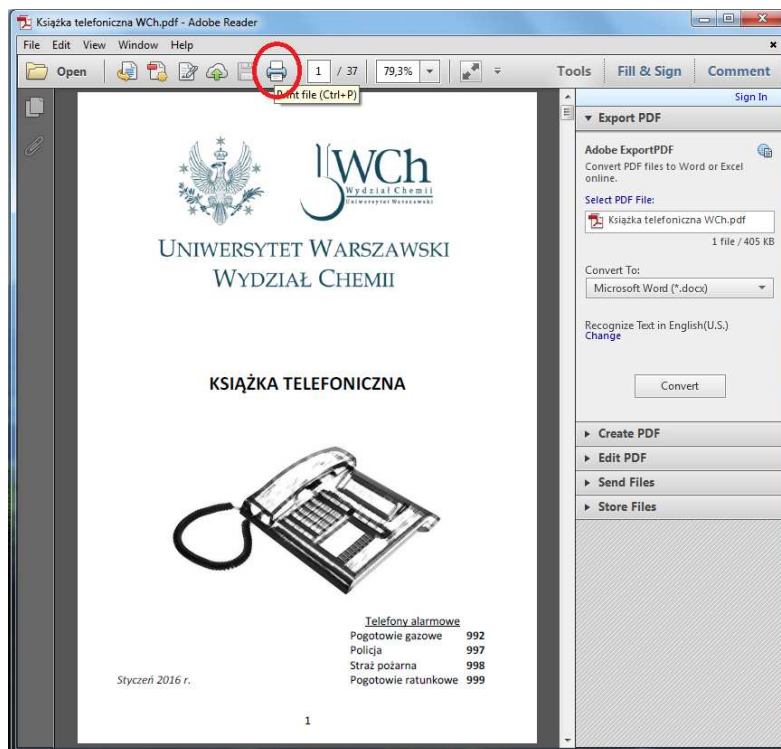 Książka telefoniczna WCh.pdf - Adobe Reader
File Edit View Window Help
Open 1 / 37 79,3% Tools Fill & Sign Comment
Print file (Ctrl+P)
Sign In
Export PDF
Adobe ExportPDF
Convert PDF files to Word or Excel
online.
Select PDF File:
Książka telefoniczna WCh.pdf
1 file / 405 KB
Convert To:
Microsoft Word (*.docx)
Recognize Text in English(U.S.)
Change
Convert
Create PDF
Edit PDF
Send Files
Store Files
WCh
Wydział Chemii
Uniwersytet Warszawski
UNIWERSYTET WARSZAWSKI
WYDZIAŁ CHEMII
KSIĄŻKA TELEFONICZNA
Telefony alarmowe
Pogotowie gazowe 992
Policja 997
Straż pożarna 998
Pogotowie ratunkowe 999
Styczeń 2016 r.
1